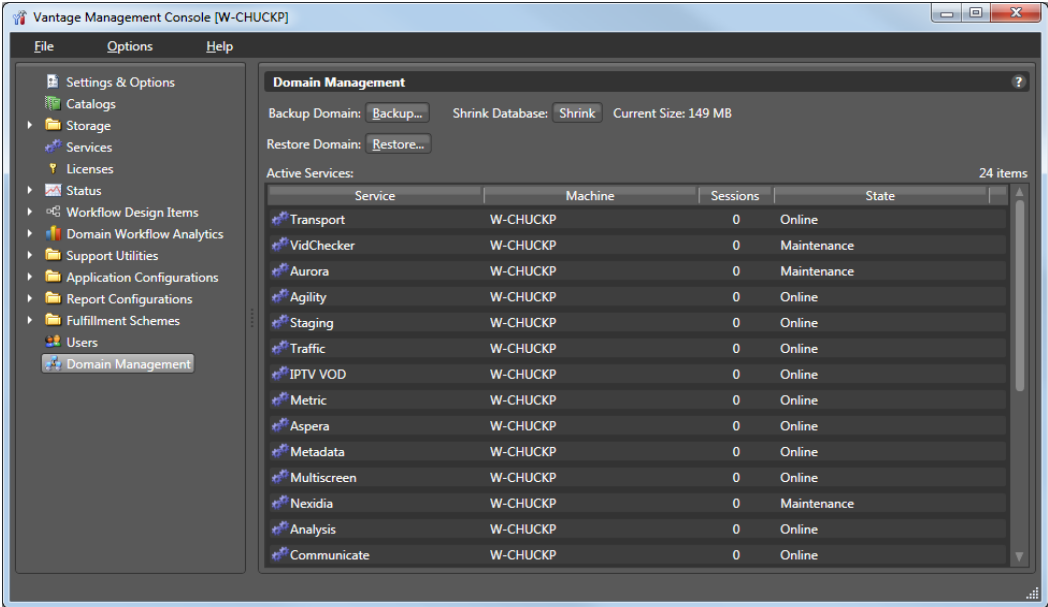 Vantage Management Console [W-CHUCKP]
File Options Help
Settings & Options
Catalogs
Storage
Services
Licenses
Status
Workflow Design Items
Domain Workflow Analytics
Support Utilities
Application Configurations
Report Configurations
Fulfillment Schemes
Users
Domain Management
Domain Management ?
Backup Domain: Backup... Shrink Database: Shrink Current Size: 149 MB
Restore Domain: Restore...
Active Services: 24 items
Service Machine Sessions State
Transport W-CHUCKP 0 Online
VidChecker W-CHUCKP 0 Maintenance
Aurora W-CHUCKP 0 Maintenance
Agility W-CHUCKP 0 Online
Staging W-CHUCKP 0 Online
Traffic W-CHUCKP 0 Online
IPTV VOD W-CHUCKP 0 Online
Metric W-CHUCKP 0 Online
Aspera W-CHUCKP 0 Online
Metadata W-CHUCKP 0 Online
Multiscreen W-CHUCKP 0 Online
Nexidia W-CHUCKP 0 Maintenance
Analysis W-CHUCKP 0 Online
Communicate W-CHUCKP 0 Online